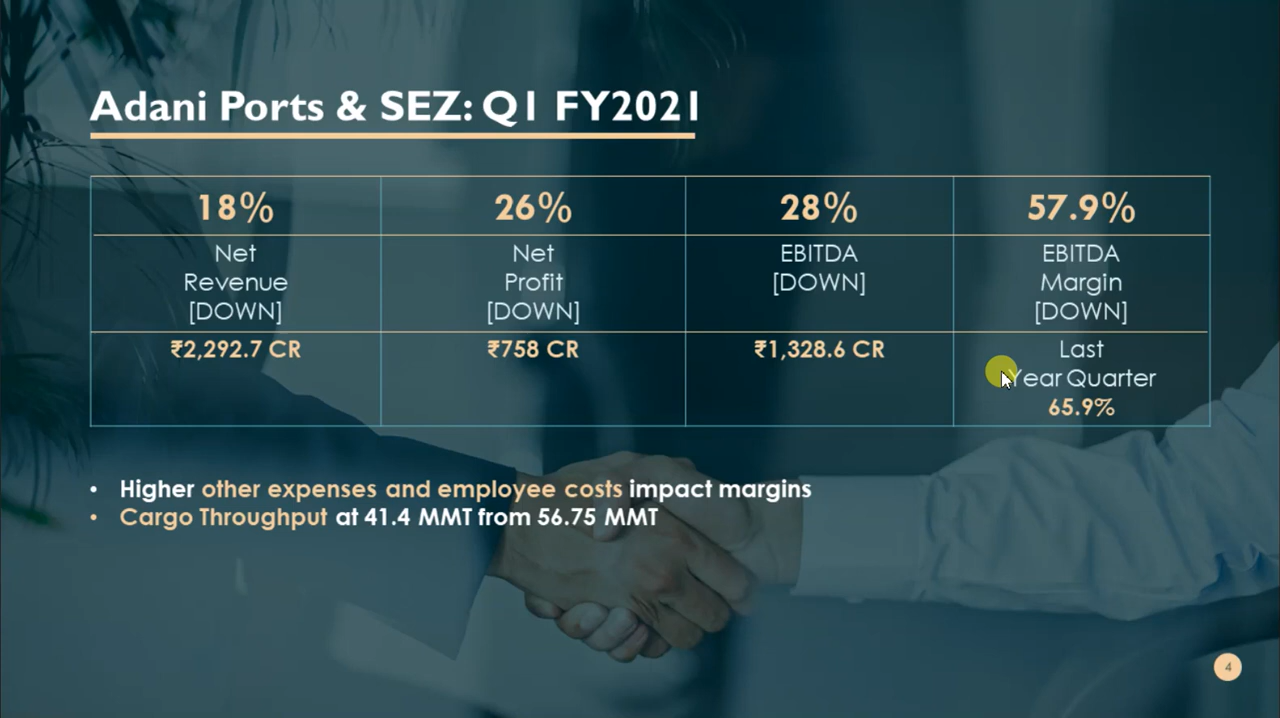 Adani Ports & SEZ: Q1 FY2021
18%
26%
28%
57.9%
Net
Revenue
[DOWN]
Net
Profit
[DOWN]
EBITDA
[DOWN]
EBITDA
Margin
[DOWN]
₹2,292.7 CR
₹758 CR
₹1,328.6 CR
Last
Year Quarter
65.9%
• Higher other expenses and employee costs impact margins
• Cargo Throughput at 41.4 MMT from 56.75 MMT
4